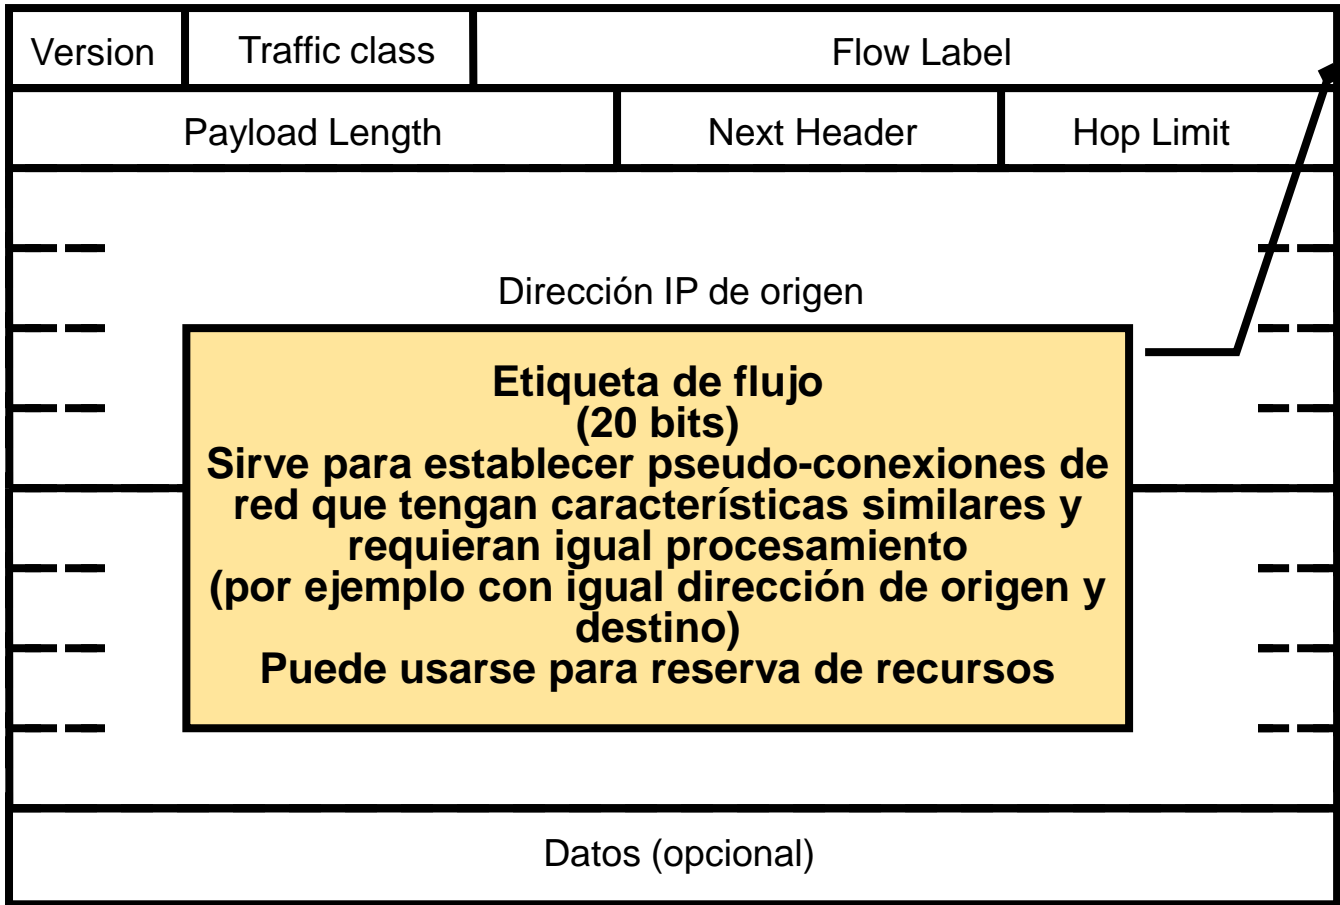 Version
Traffic class
Flow Label
Payload Length
Next Header
Hop Limit
Dirección IP de origen
Etiqueta de flujo
(20 bits)
Sirve para establecer pseudo-conexiones de
red que tengan características similares y
requieran igual procesamiento
(por ejemplo con igual dirección de origen y
destino)
Puede usarse para reserva de recursos
Datos (opcional)